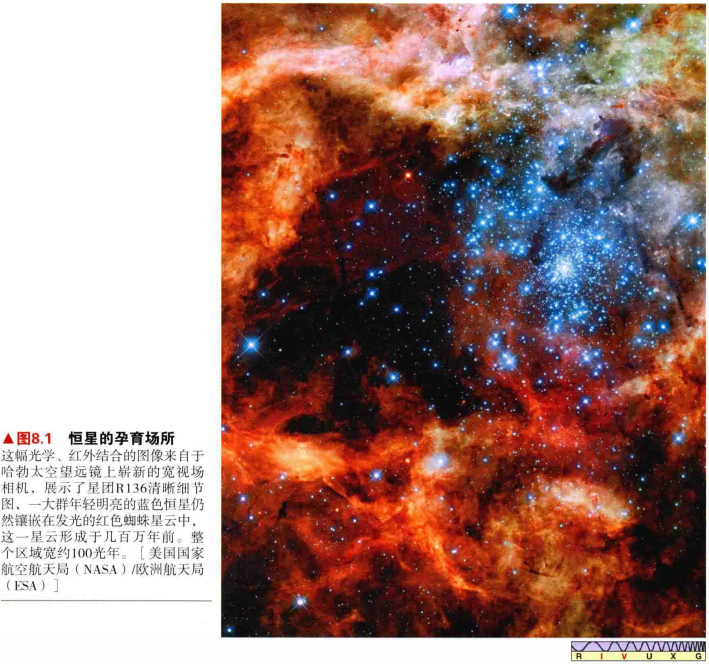 ▲图8.1 恒星的孕育场所
这幅光学、红外结合的图像来自于
哈勃太空望远镜上崭新的宽视场
相机，展示了星团R136清晰细节
图，一大群年轻明亮的蓝色恒星仍
然镶嵌在发光的红色蜘蛛星云中，
这一星云形成于几百万年前。整
个区域宽约100光年。［美国国家
航空航天局（NASA）/欧洲航天局
（ESA）］
R I V U X G